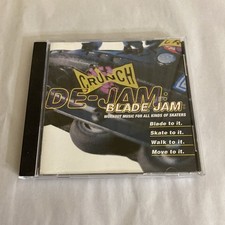 CRUNCH
DE-JAM:
BLADE JAM
WORKOUT MUSIC FOR ALL KINDS OF SKATERS
Blade to it.
Skate to it.
Walk to it.
Move to it.